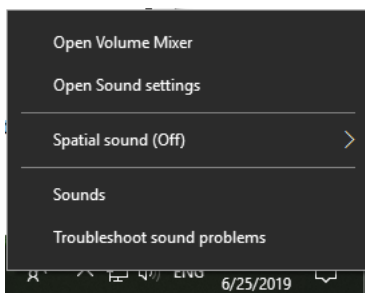 Open Volume Mixer
Open Sound settings
Spatial sound (Off)
Sounds
Troubleshoot sound problems
ENG
6/25/2019